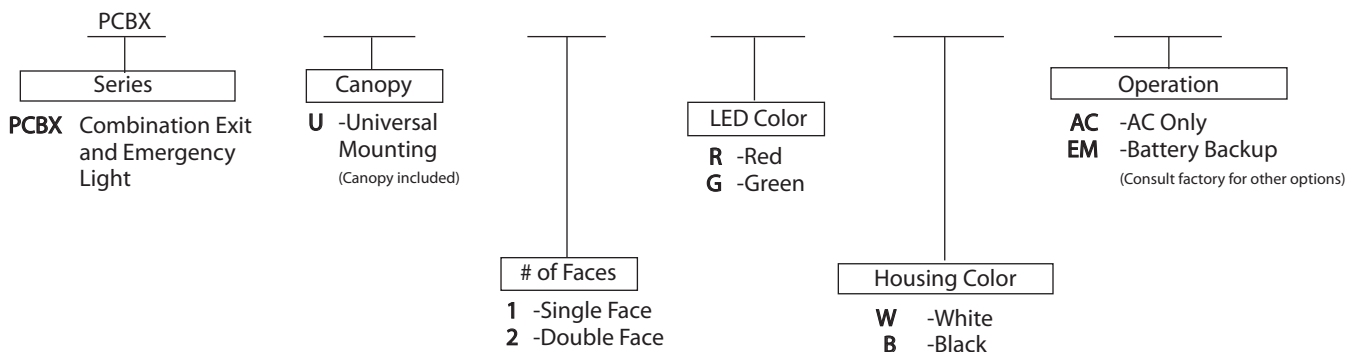 PCBX
Series
PCBX Combination Exit
and Emergency
Light
Canopy
U -Universal
Mounting
(Canopy included)
# of Faces
1 -Single Face
2 -Double Face
LED Color
R -Red
G -Green
Housing Color
W -White
B -Black
Operation
AC -AC Only
EM -Battery Backup
(Consult factory for other options)